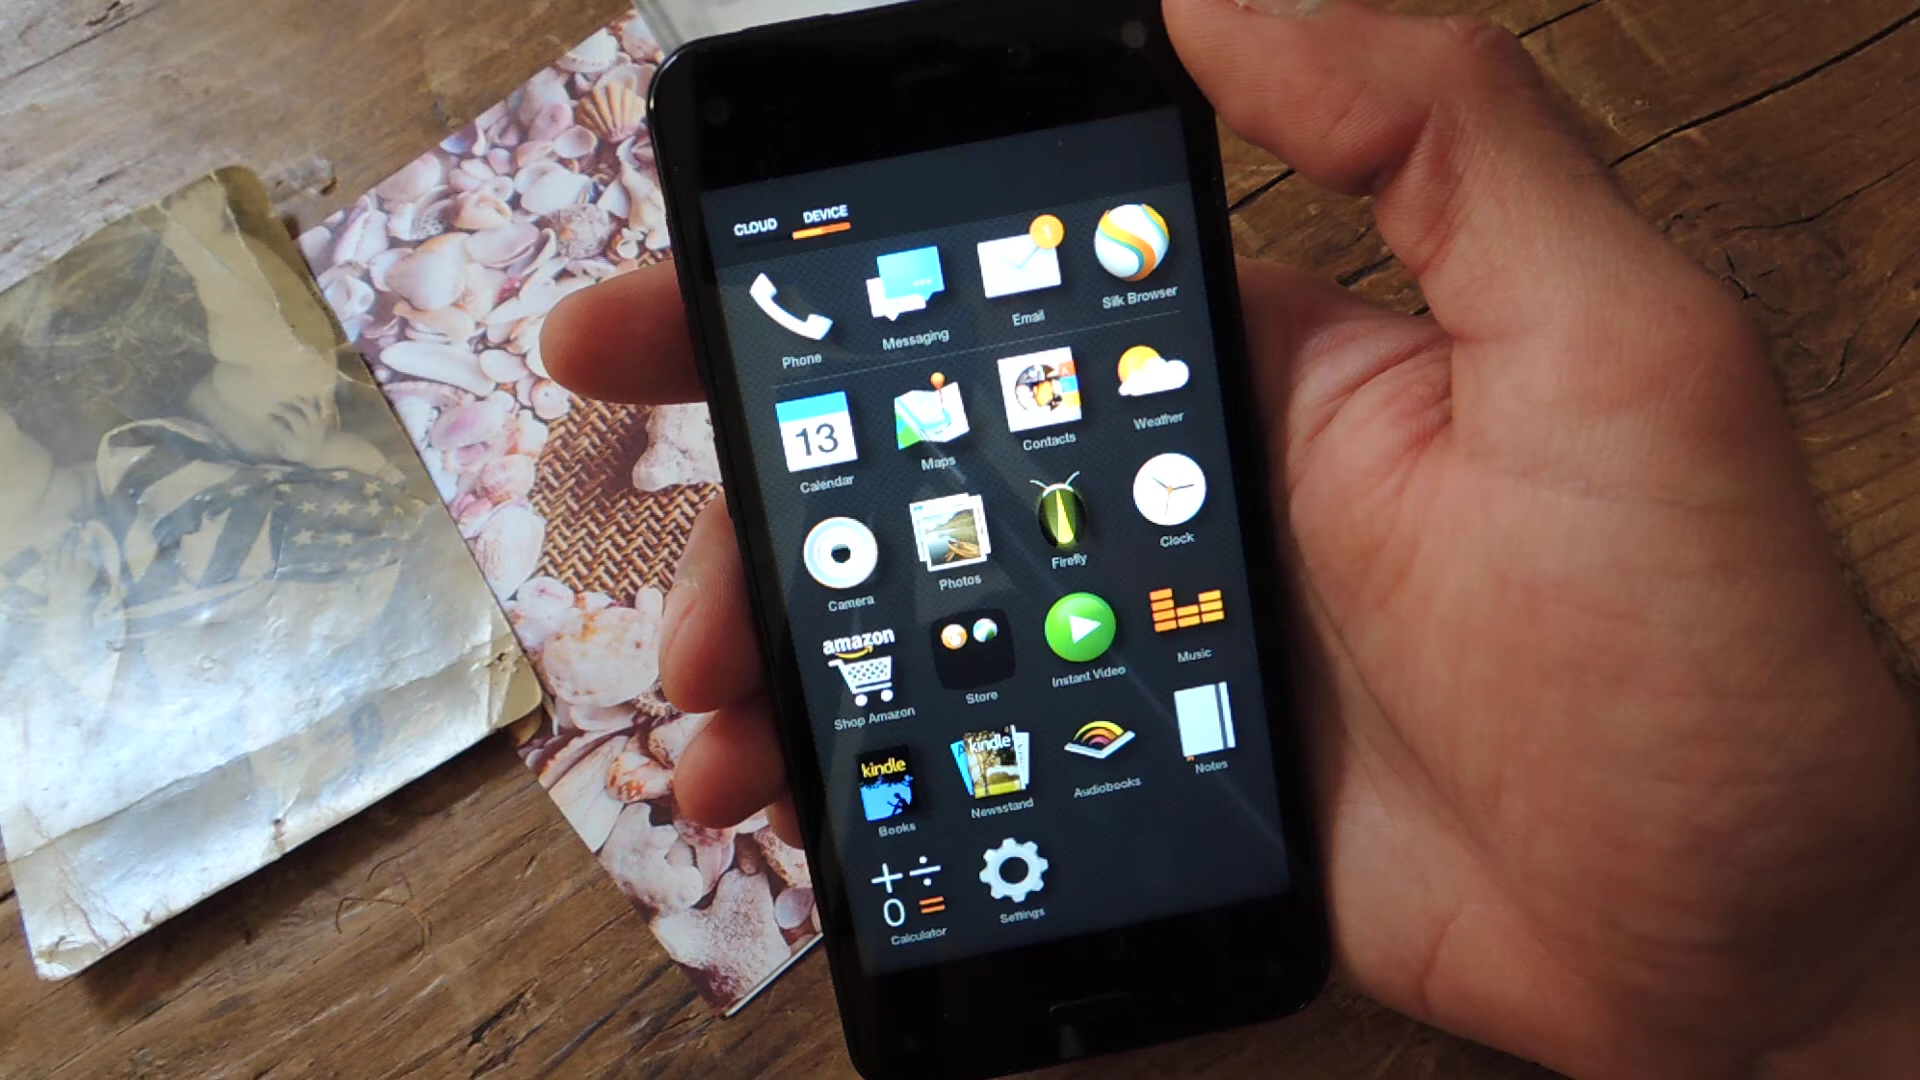 CLOUD DEVICE
1
Phone Messaging Email Silk Browser
13
Calendar Maps Contacts Weather
Camera Photos Firefly Clock
amazon
Shop Amazon Store Instant Video Music
kindle kindle
Books Newsstand Audiobooks Notes
0
Calculator Settings